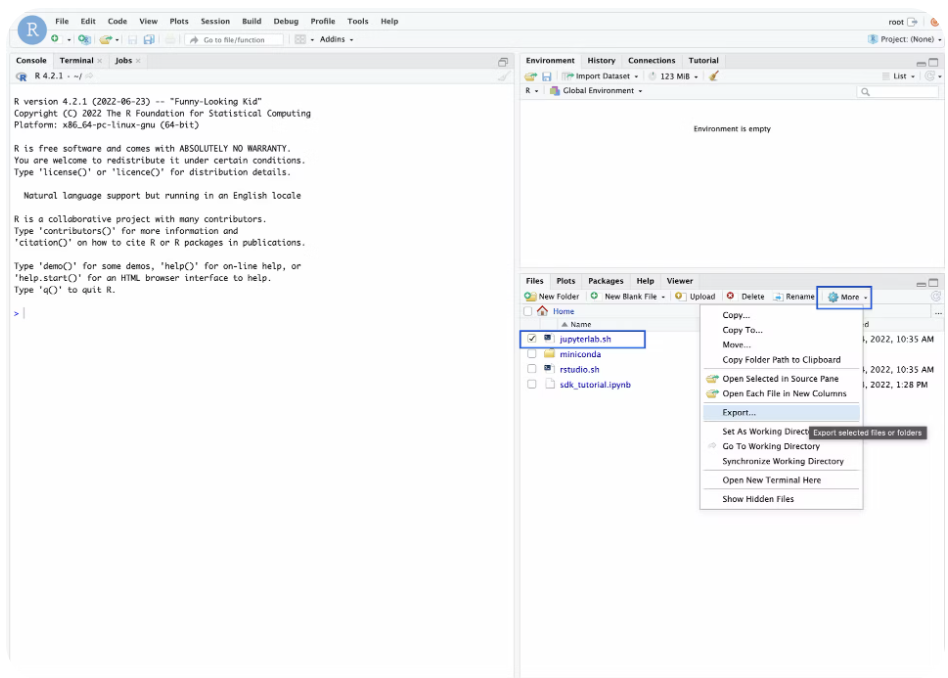 File Edit Code View Plots Session Build Debug Profile Tools Help
root
R
Go to file/function
Addins
Project: (None)
Console Terminal Jobs
R 4.2.1 · ~/
R version 4.2.1 (2022-06-23) -- "Funny-Looking Kid"
Copyright (C) 2022 The R Foundation for Statistical Computing
Platform: x86_64-pc-linux-gnu (64-bit)
R is free software and comes with ABSOLUTELY NO WARRANTY.
You are welcome to redistribute it under certain conditions.
Type 'license()' or 'licence()' for distribution details.
Natural language support but running in an English locale
R is a collaborative project with many contributors.
Type 'contributors()' for more information and
'citation()' on how to cite R or R packages in publications.
Type 'demo()' for some demos, 'help()' for on-line help, or
'help.start()' for an HTML browser interface to help.
Type 'q()' to quit R.
>
Environment History Connections Tutorial
Import Dataset 123 MiB List
R Global Environment
Environment is empty
Files Plots Packages Help Viewer
New Folder New Blank File Upload Delete Rename More
Home ...
Name
jupyterlab.sh , 2022, 10:35 AM
miniconda
rstudio.sh , 2022, 10:35 AM
sdk_tutorial.ipynb , 2022, 1:28 PM
Copy...
Copy To...
Move...
Copy Folder Path to Clipboard
Open Selected in Source Pane
Open Each File in New Columns
Export...
Set As Working Direct
Export selected files or folders
Go To Working Directory
Synchronize Working Directory
Open New Terminal Here
Show Hidden Files